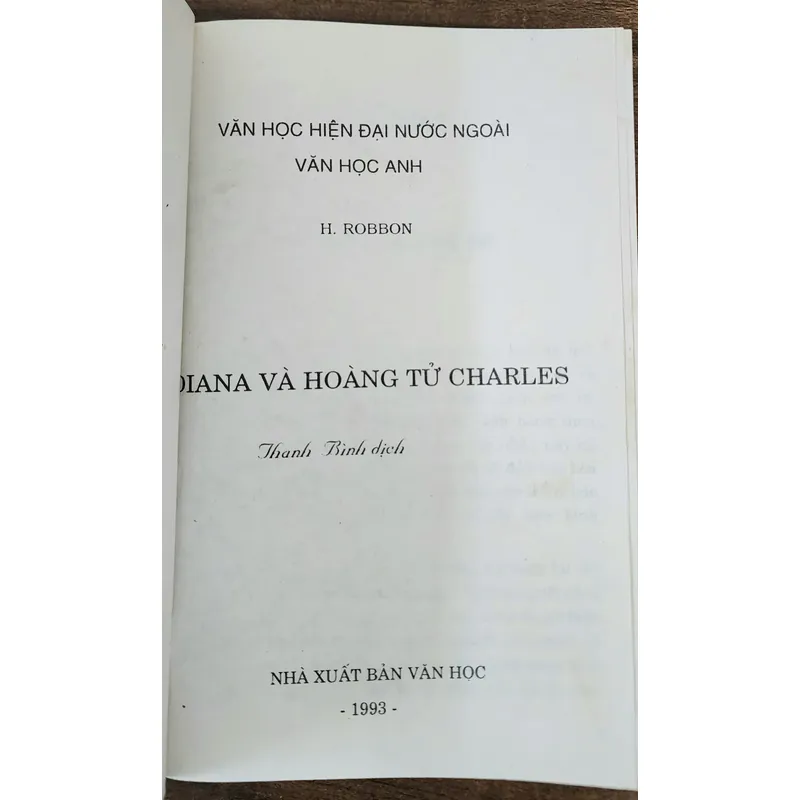 VĂN HỌC HIỆN ĐẠI NƯỚC NGOÀI
VĂN HỌC ANH
H. ROBBON
DIANA VÀ HOÀNG TỬ CHARLES
Thanh Bình dịch
NHÀ XUẤT BẢN VĂN HỌC
- 1993 -